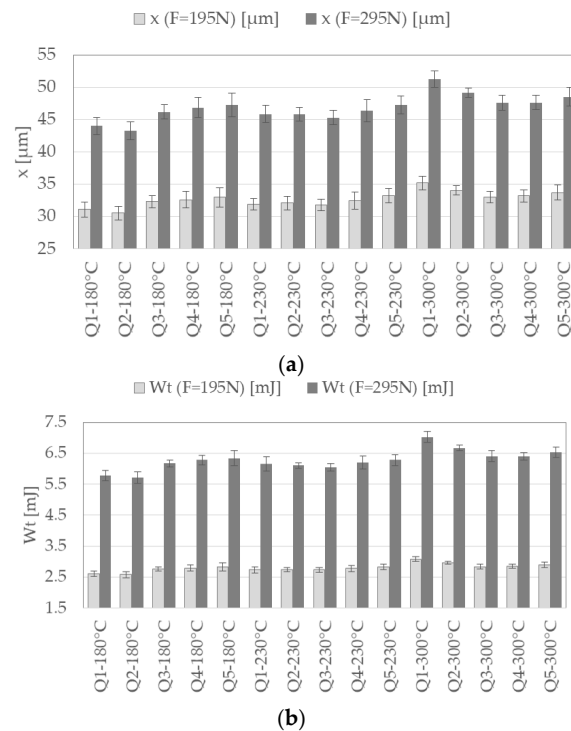 x (F=195N) [µm] x (F=295N) [µm]
55
50
45
40
35
30
25
x [µm]
Q1-180°C Q2-180°C Q3-180°C Q4-180°C Q5-180°C Q1-230°C Q2-230°C Q3-230°C Q4-230°C Q5-230°C Q1-300°C Q2-300°C Q3-300°C Q4-300°C Q5-300°C
(a)
Wt (F=195N) [mJ] Wt (F=295N) [mJ]
7.5
6.5
5.5
4.5
3.5
2.5
1.5
Wt [mJ]
Q1-180°C Q2-180°C Q3-180°C Q4-180°C Q5-180°C Q1-230°C Q2-230°C Q3-230°C Q4-230°C Q5-230°C Q1-300°C Q2-300°C Q3-300°C Q4-300°C Q5-300°C
(b)